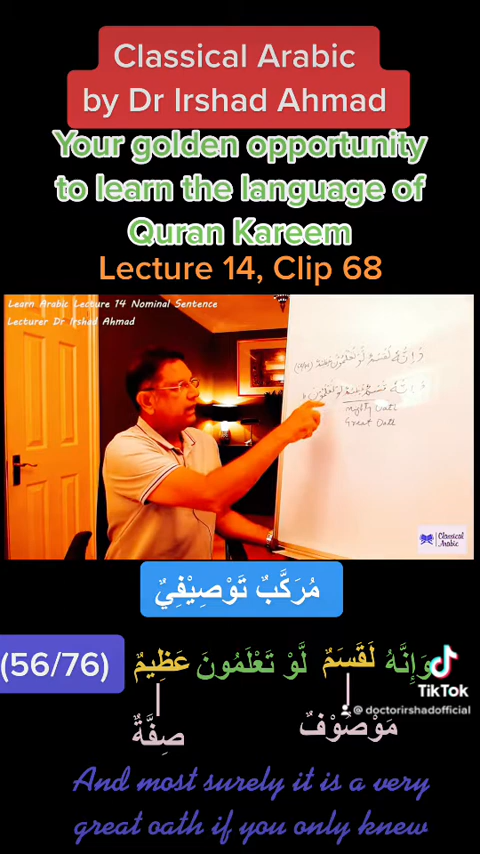 Classical Arabic
by Dr Irshad Ahmad
Your golden opportunity
to learn the language of
Quran Kareem
Lecture 14, Clip 68
Learn Arabic Lecture 14 Nominal Sentence
Lecturer Dr Irshad Ahmad
وَإِنَّهُ لَقَسَمٌ لَّوْ تَعْلَمُونَ عَظِيمٌ
Mighty Oath
Great Oath
Classical
Arabic
مُرَكَّبٌ تَوْصِيْفِيٌ
وَإِنَّهُ لَقَسَمٌ لَّوْ تَعْلَمُونَ عَظِيمٌ (56/76)
TikTok
@doctorirshadofficial
مَوْصُوْفٌ صِفَّةٌ
And most surely it is a very
great oath if you only knew